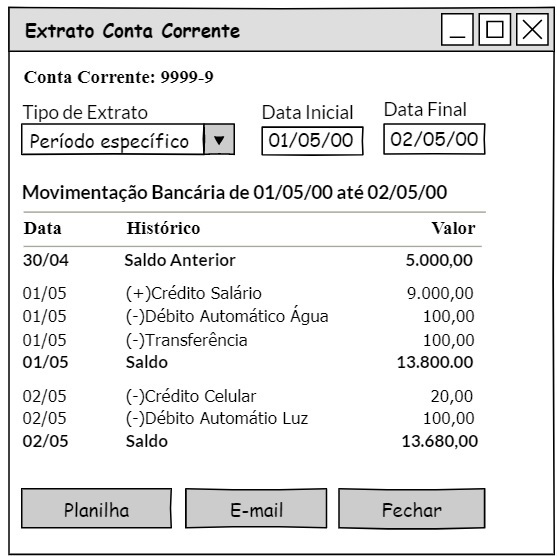 Extrato Conta Corrente
Conta Corrente: 9999-9
Tipo de Extrato Data Inicial Data Final
Período específico 01/05/00 02/05/00
Movimentação Bancária de 01/05/00 até 02/05/00
Data Histórico Valor
30/04 Saldo Anterior 5.000,00
01/05 (+)Crédito Salário 9.000,00
01/05 (-)Débito Automático Água 100,00
01/05 (-)Transferência 100,00
01/05 Saldo 13.800.00
02/05 (-)Crédito Celular 20,00
02/05 (-)Débito Automátio Luz 100,00
02/05 Saldo 13.680,00
Planilha E-mail Fechar